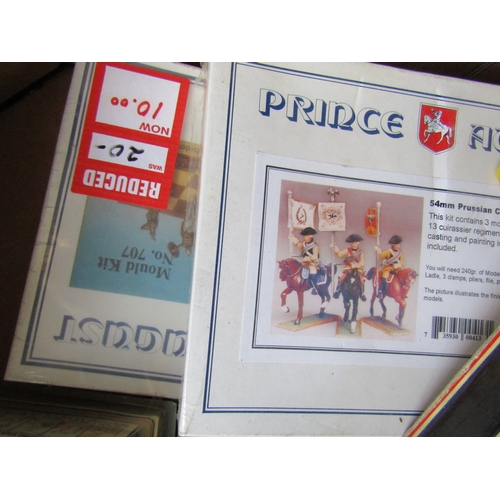 10.00
NOW
20-
WAS
REDUCED
Mould Kit
No. 707
PRINCE
54mm Prussian
This kit contains 3
13 cuirassier
casting and painting
included.
You will need 240gr. of
Ladle, 3 clamps, pliers, file,
The picture illustrates the
models.
7